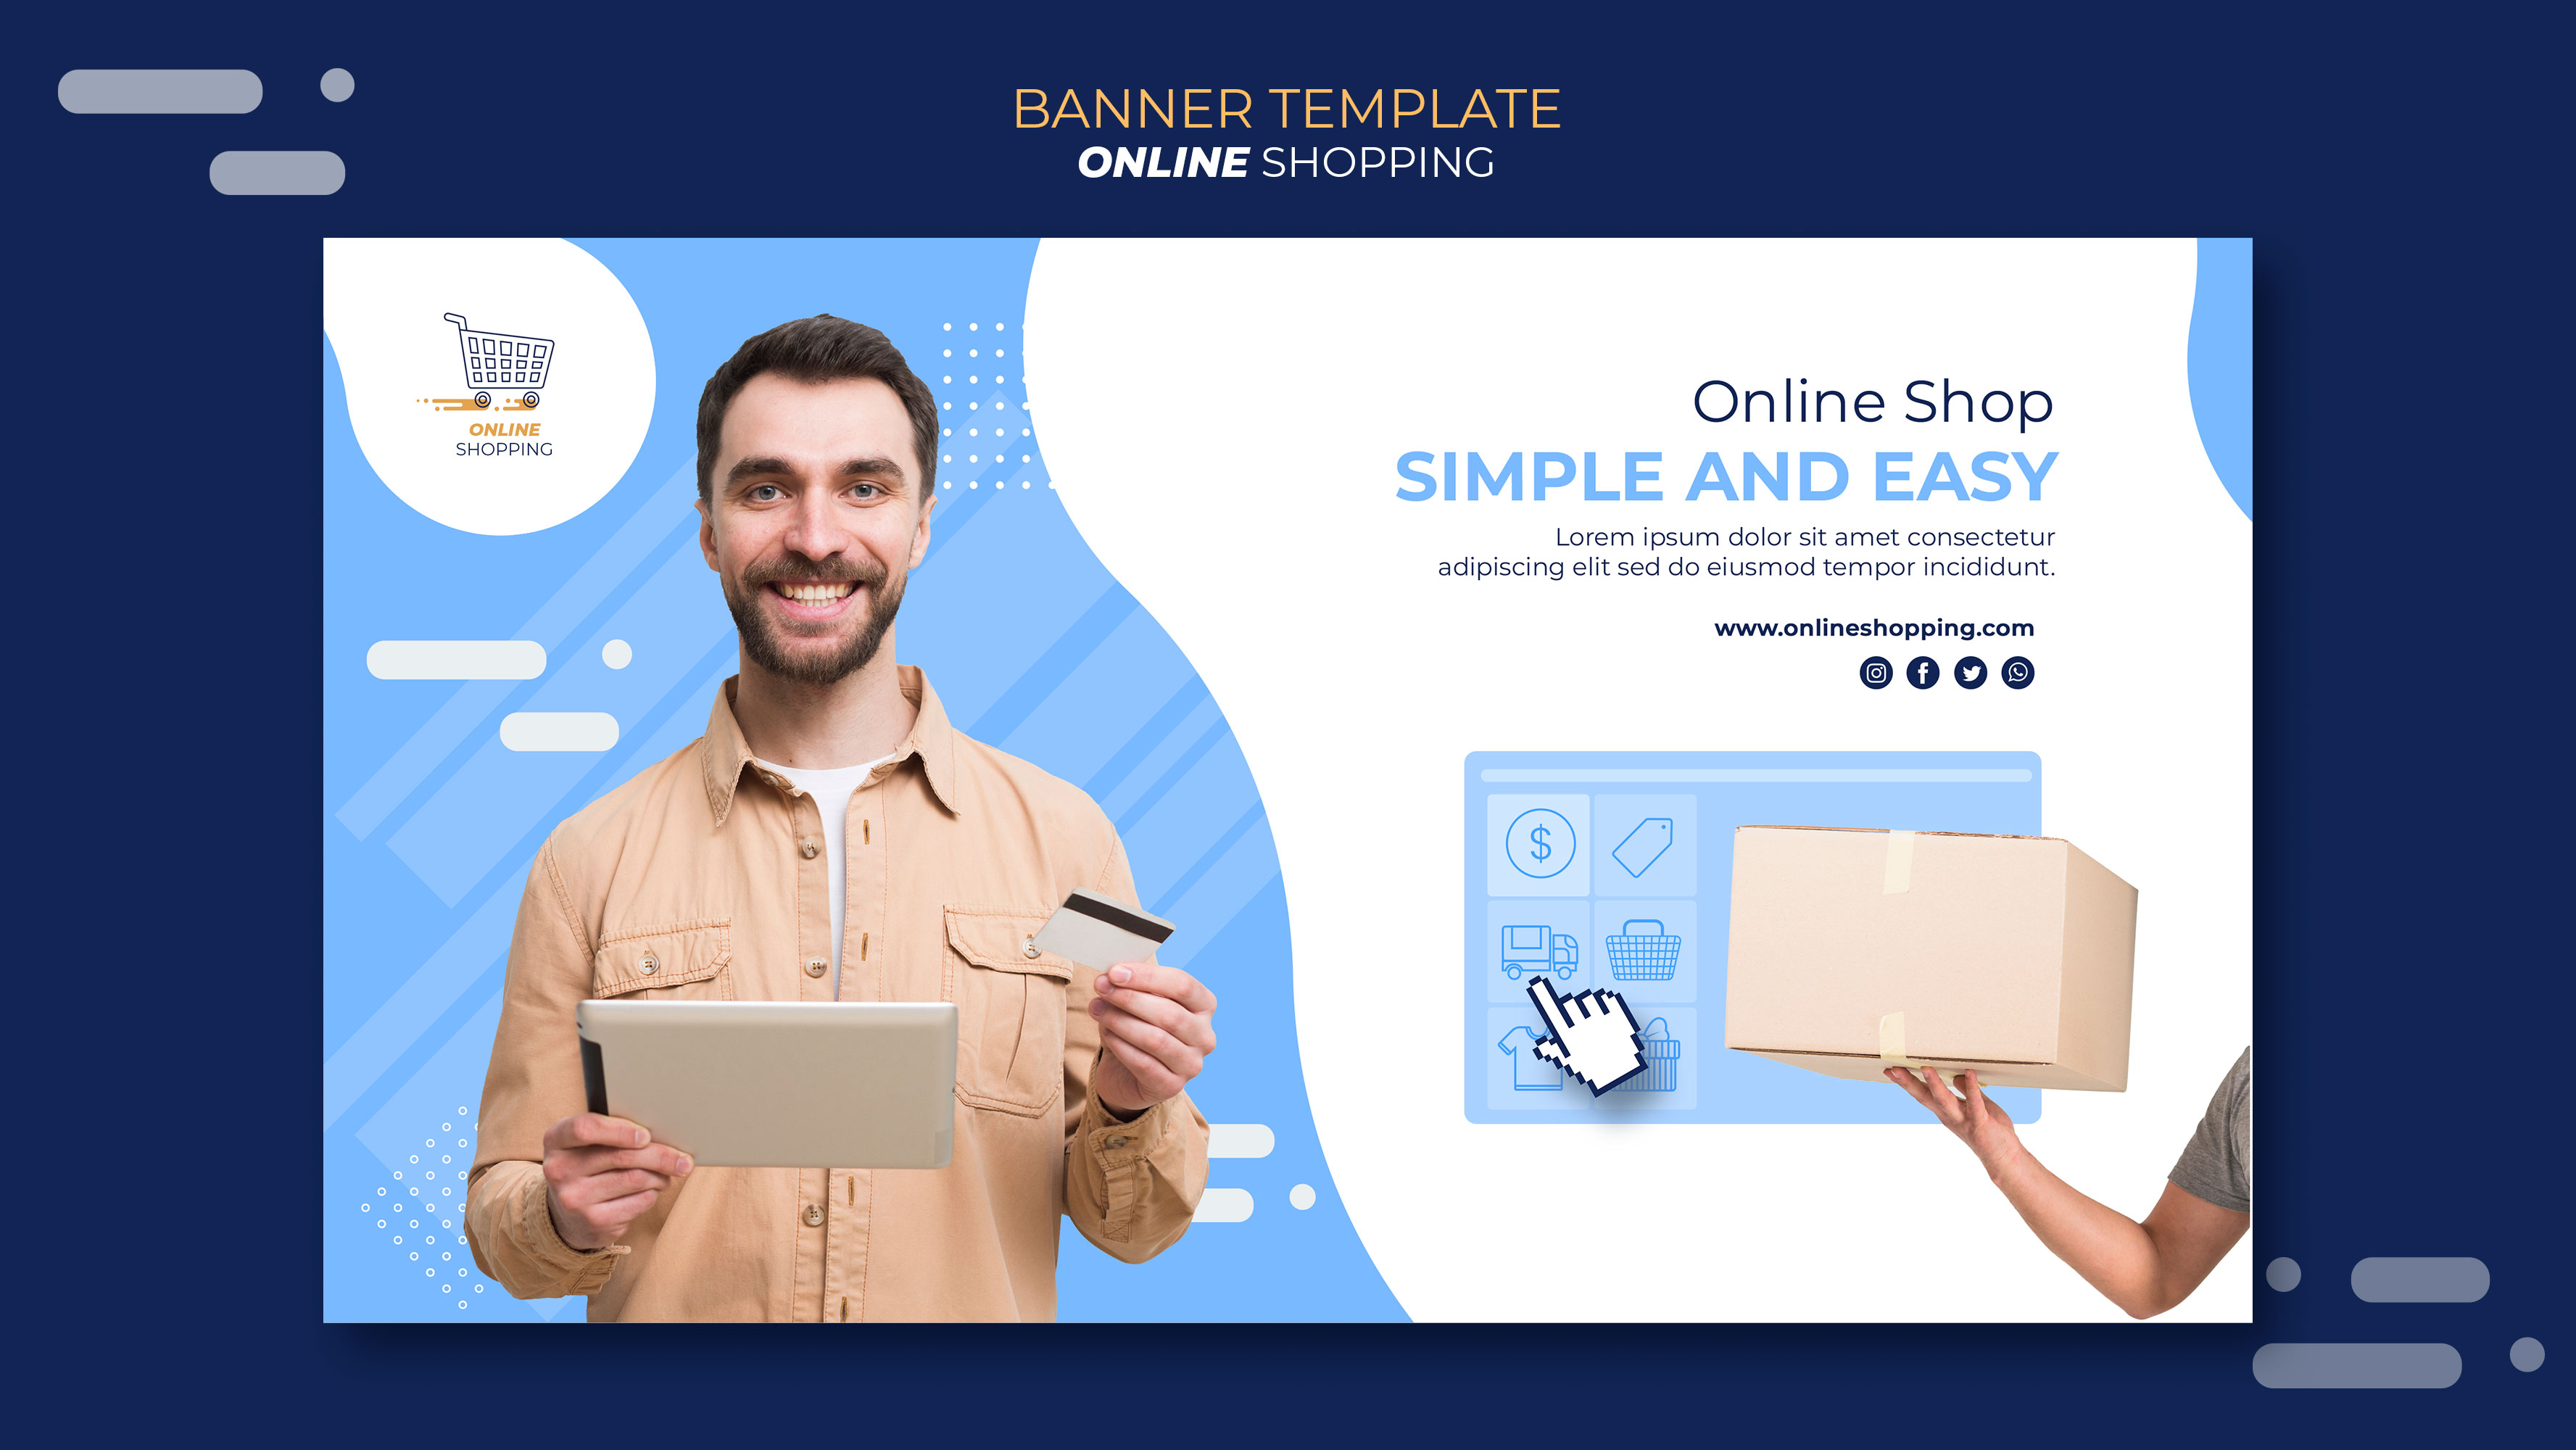 BANNER TEMPLATE
ONLINE SHOPPING
ONLINE
SHOPPING
Online Shop
SIMPLE AND EASY
Lorem ipsum dolor sit amet consectetur
adipiscing elit sed do eiusmod tempor incididunt.
www.onlineshopping.com
$